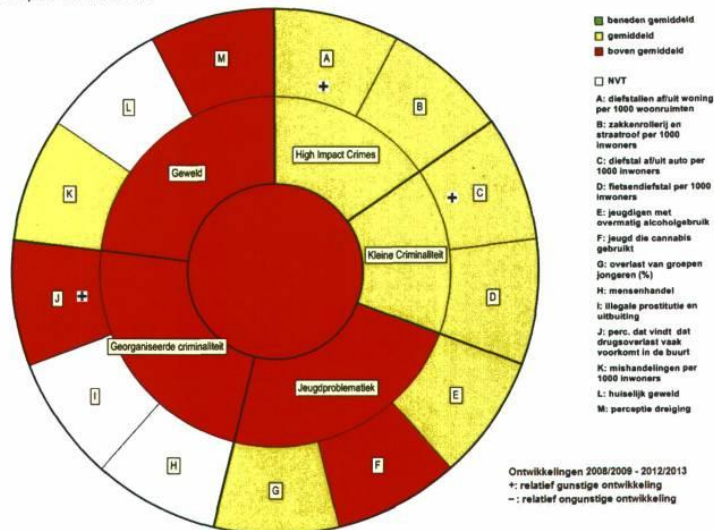 beneden gemiddeld
gemiddeld
boven gemiddeld
NVT
A: diefstallen af/uit woning
per 1000 woonruimten
B: zakkenrollerij en
straatroof per 1000
inwoners
C: diefstal af/uit auto per
1000 inwoners
D: fietsendiefstal per 1000
inwoners
E: jeugdigen met
overmatig alcoholgebruik
F: jeugd die cannabis
gebruikt
G: overlast van groepen
jongeren (%)
H: mensenhandel
I: illegale prostitutie en
uitbuiting
J: perc. dat vindt dat
drugsoverlast vaak
voorkomt in de buurt
K: mishandelingen per
1000 inwoners
L: huiselijk geweld
M: perceptie dreiging
M
A
+
L
B
High Impact Crimes
Geweld
K
C
+
Kleine Criminaliteit
J
+
D
Georganiseerde criminaliteit
Jeugdproblematiek
I
E
H
G
F
Ontwikkelingen 2008/2009 - 2012/2013
+: relatief gunstige ontwikkeling
– : relatief ongunstige ontwikkeling